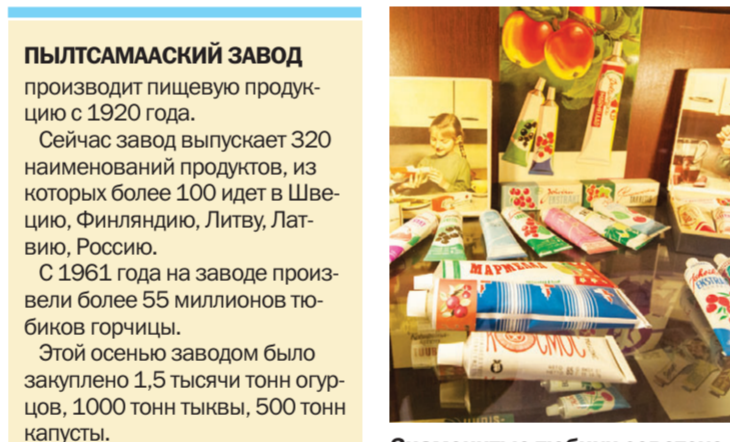 ПЫЛТСАМААСКИЙ ЗАВОД
производит пищевую продук-
цию с 1920 года.
Сейчас завод выпускает 320
наименований продуктов, из
которых более 100 идет в Шве-
цию, Финляндию, Литву, Лат-
вию, Россию.
С 1961 года на заводе произ-
вели более 55 миллионов тю-
биков горчицы.
Этой осенью заводом было
закуплено 1,5 тысячи тонн огур-
цов, 1000 тонн тыквы, 500 тонн
капусты.
МАРМЕЛАД
КОСМОС